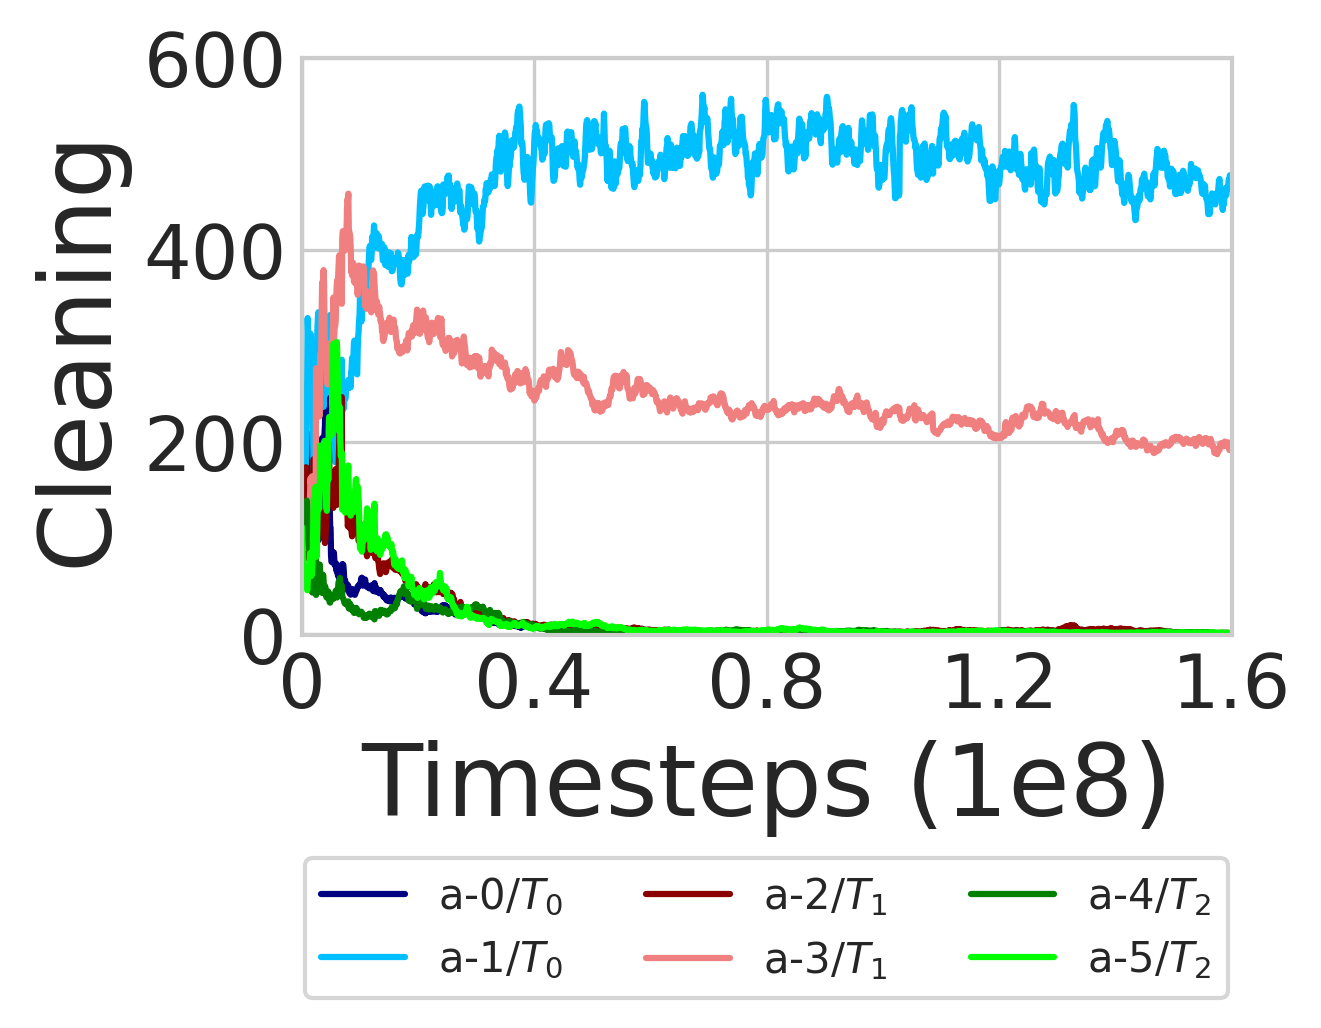 Cleaning
600
400
200
0
0 0.4 0.8 1.2 1.6
Timesteps (1e8)
a-0/T₀ a-2/T₁ a-4/T₂
a-1/T₀ a-3/T₁ a-5/T₂